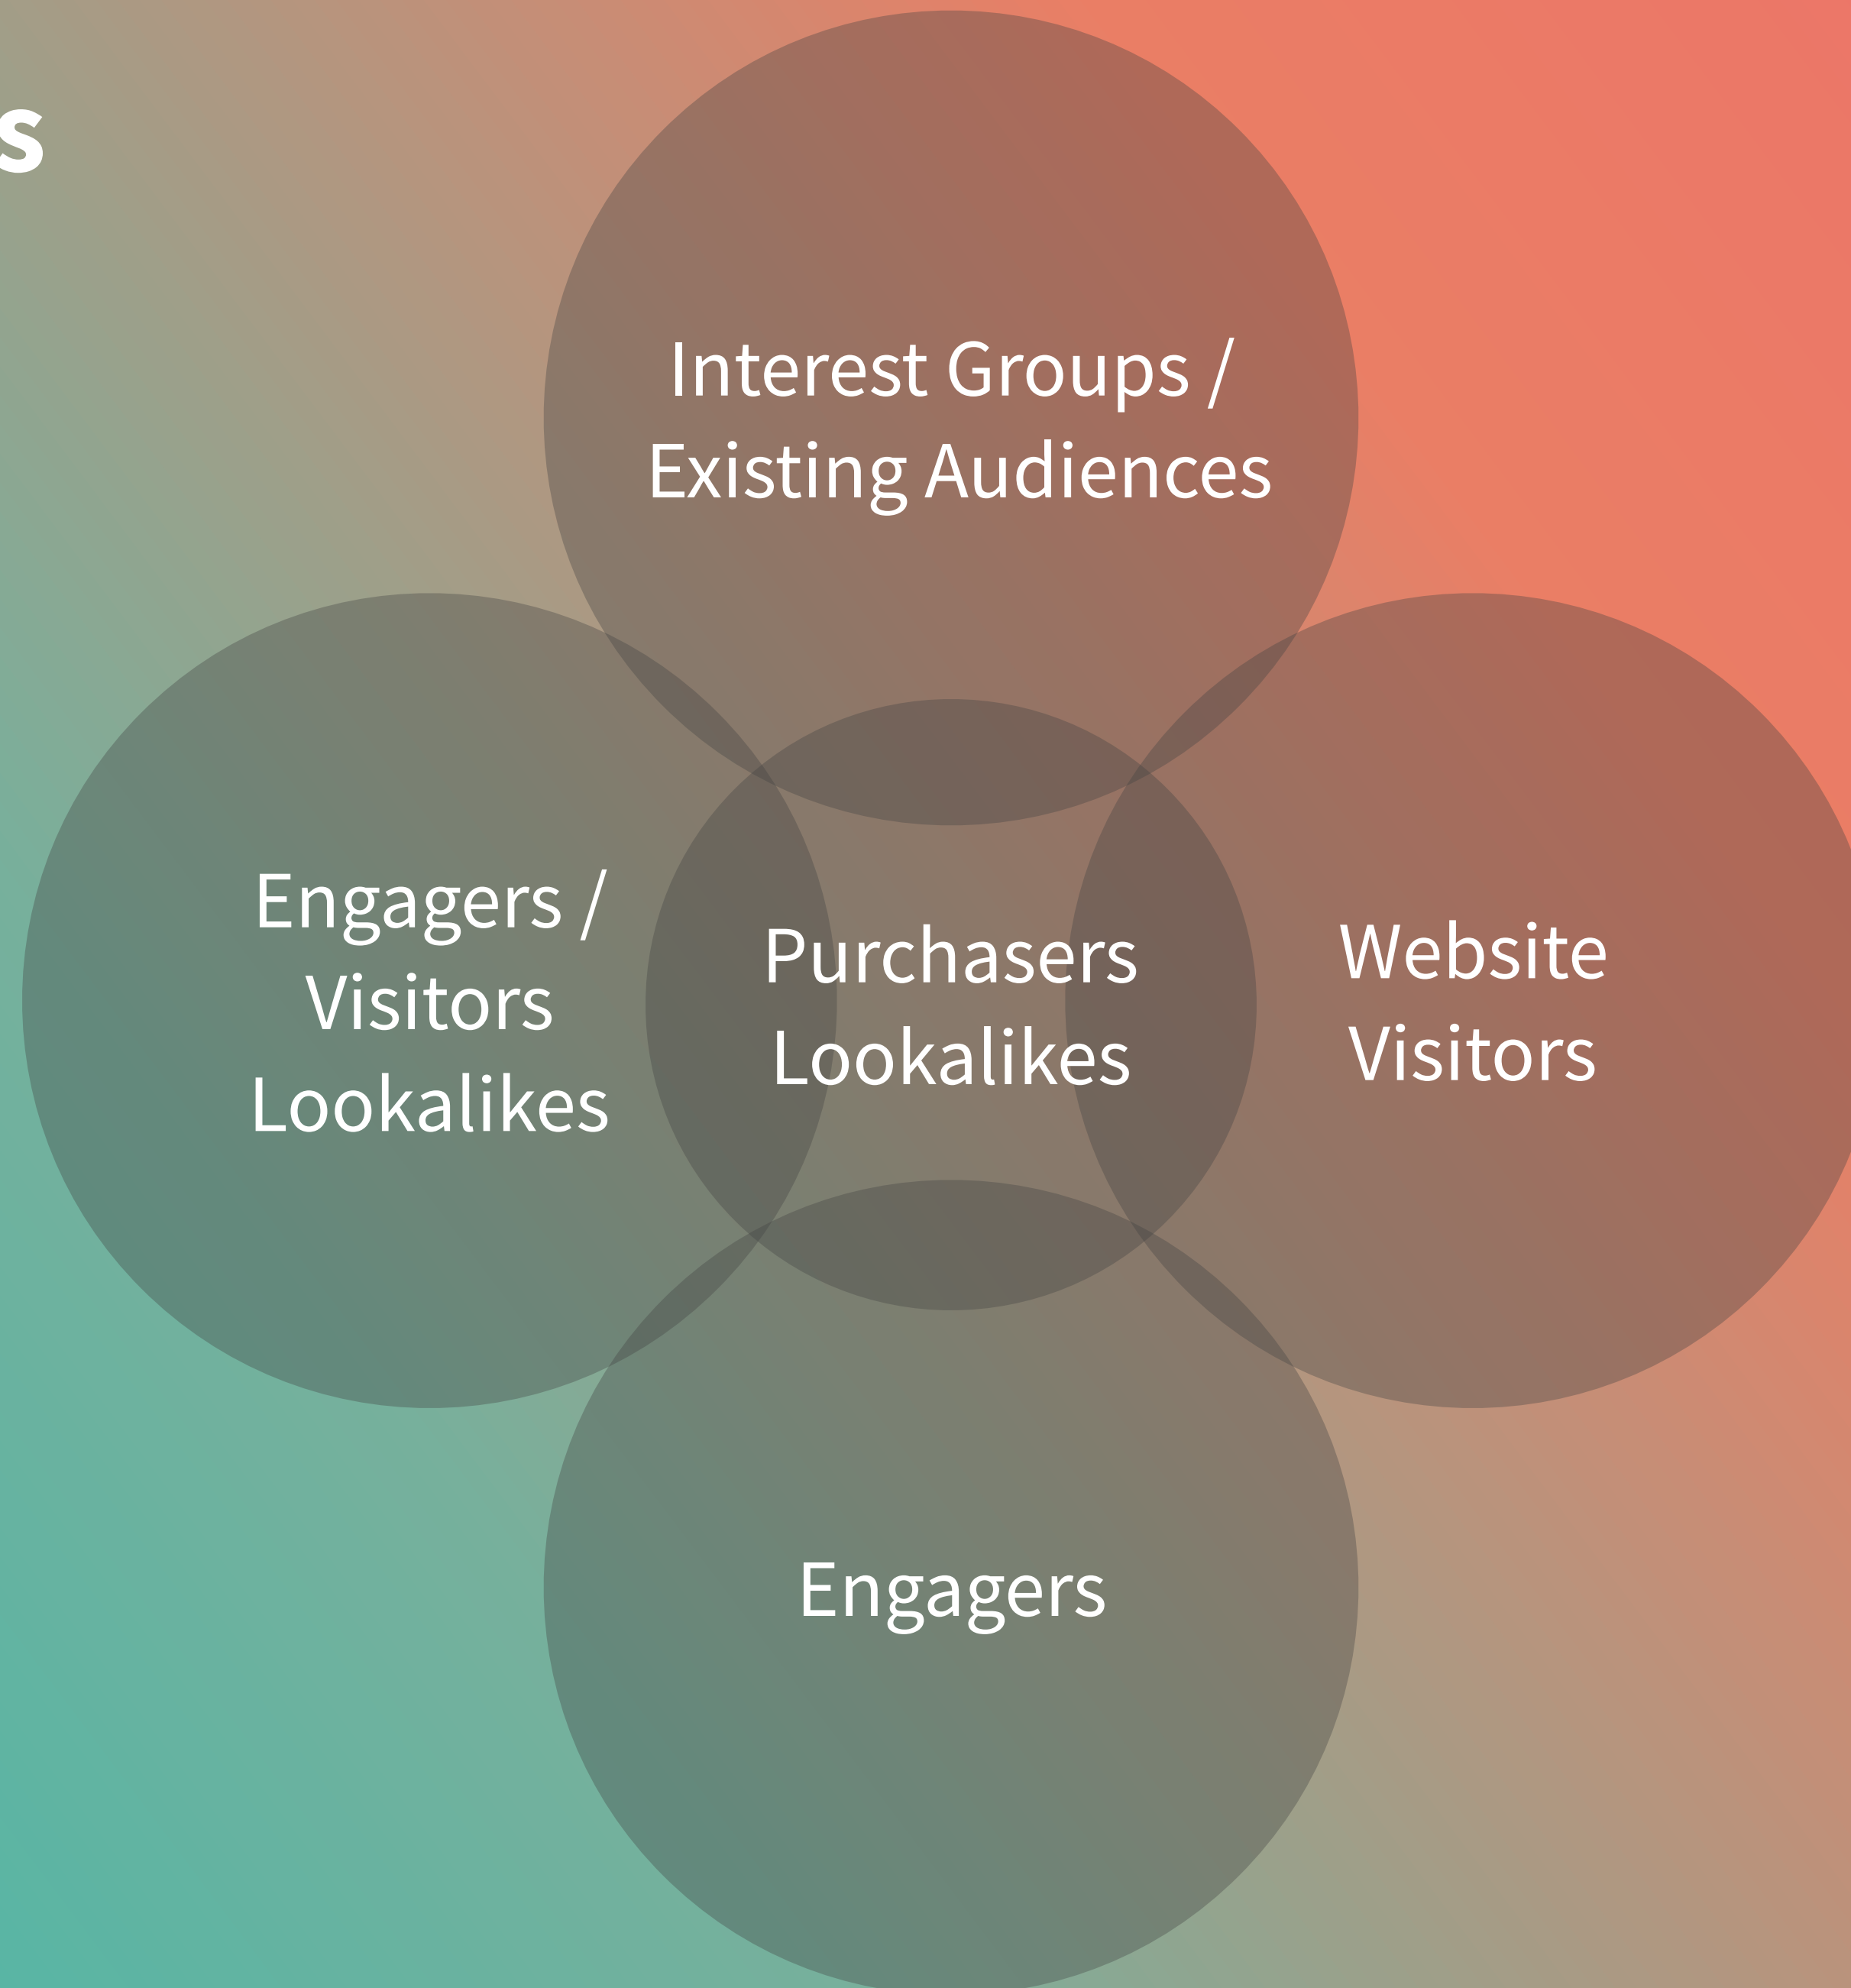 s
Interest Groups /
Existing Audiences
Engagers /
Visitors
Lookalikes
Purchasers
Lookalikes
Website
Visitors
Engagers